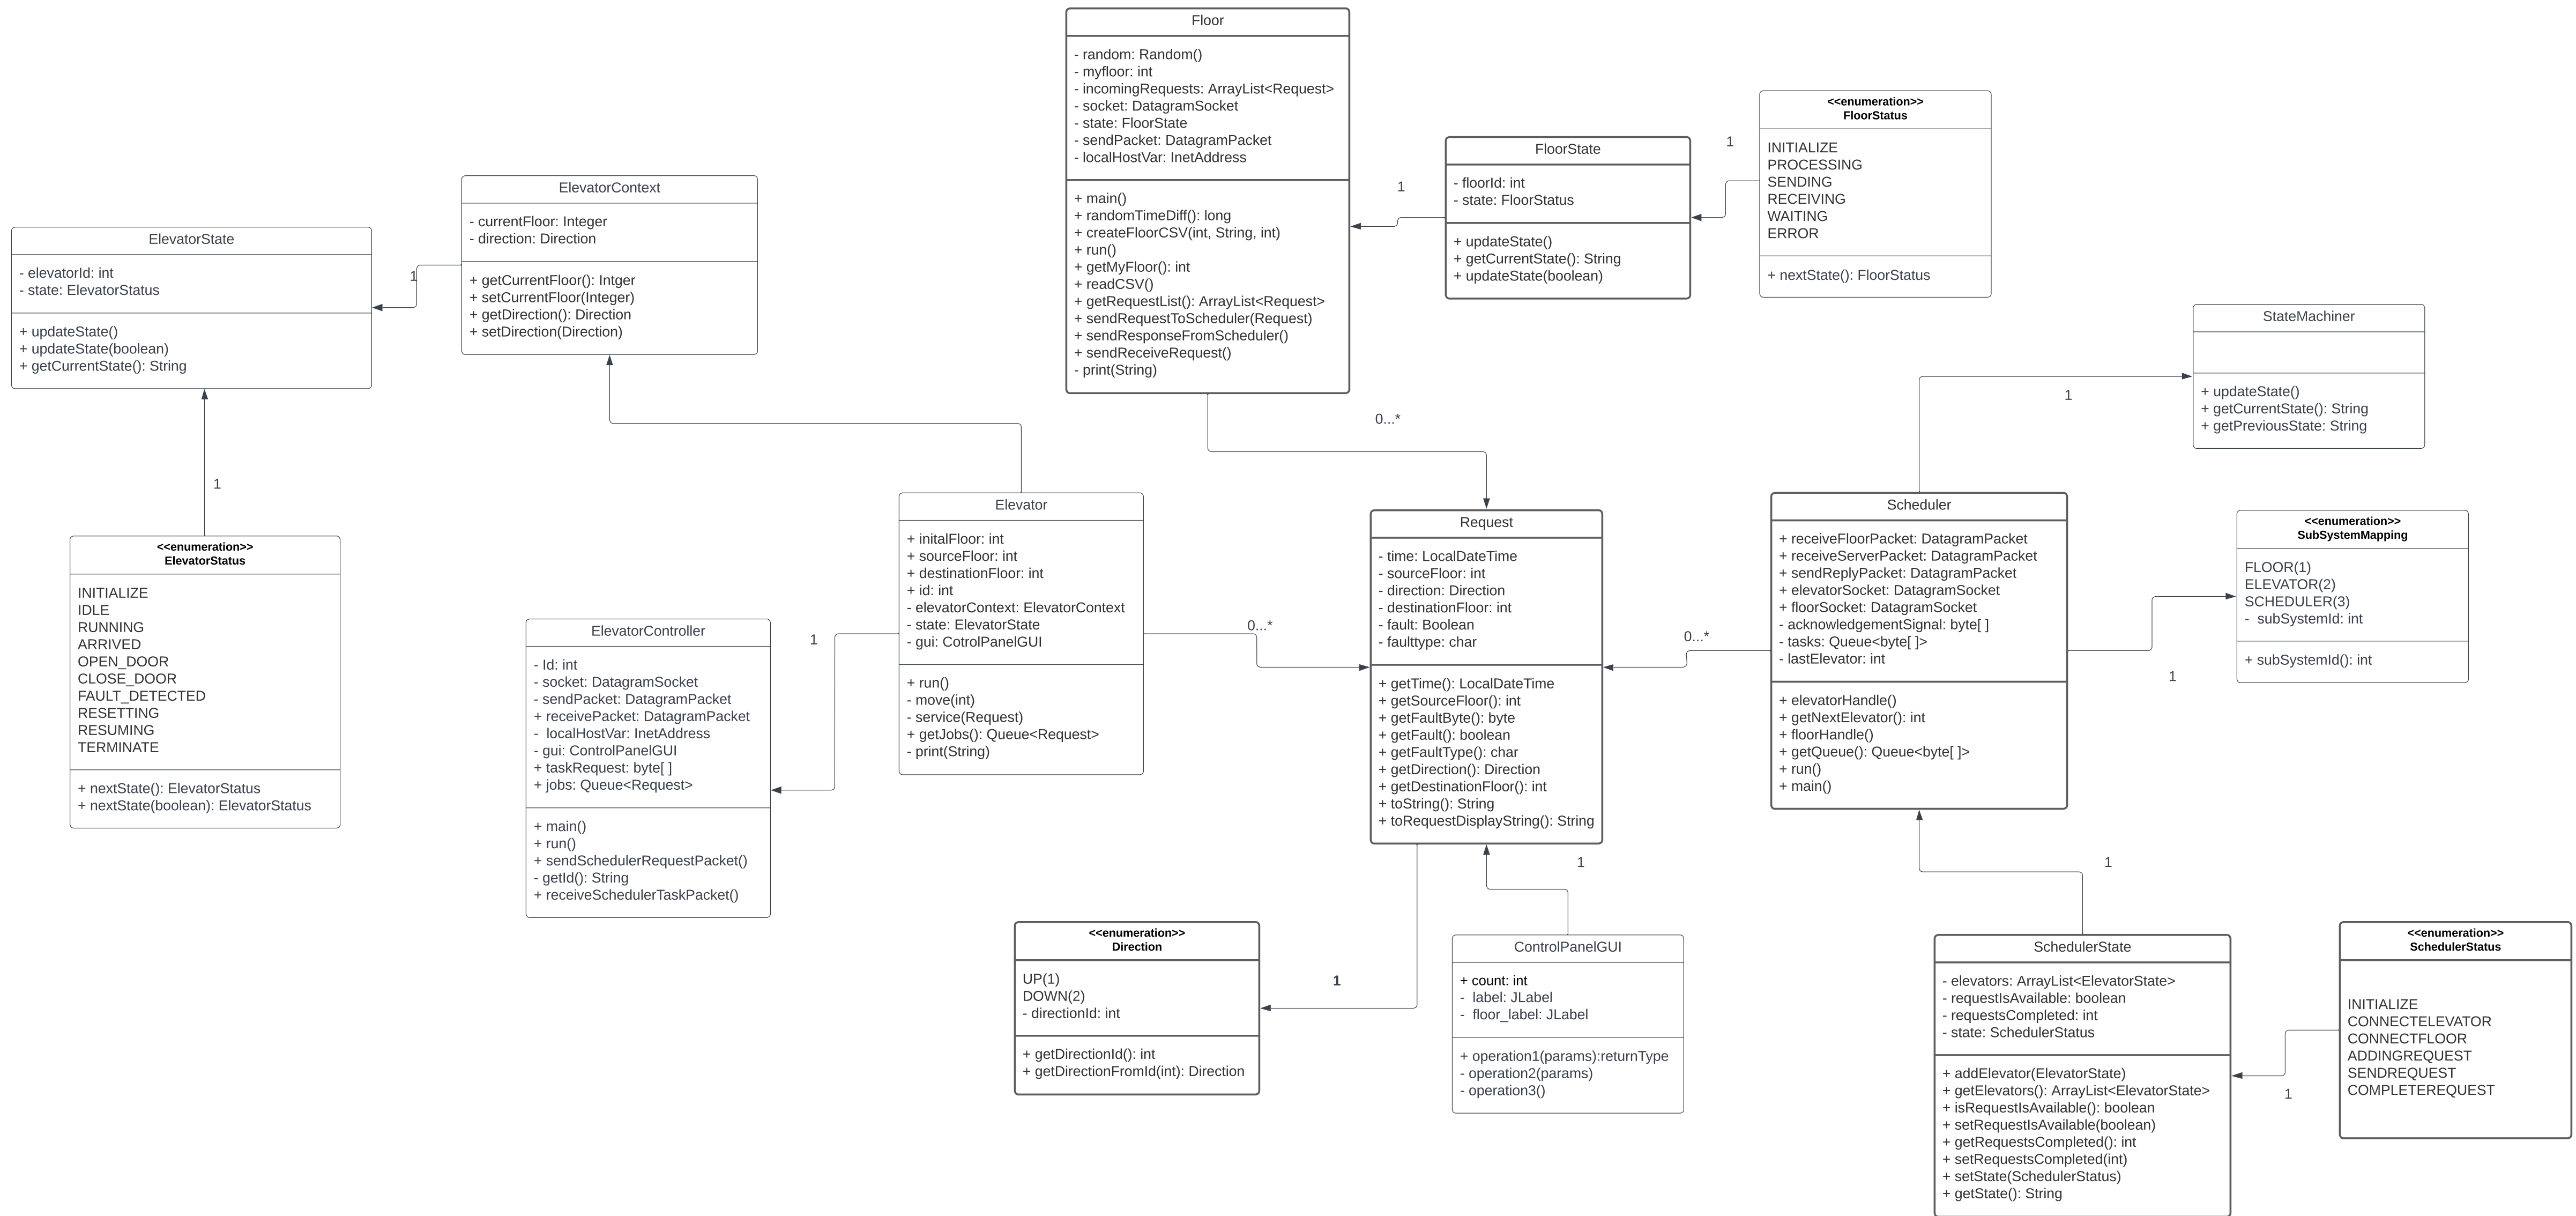 Floor
- random: Random()
- myfloor: int
- incomingRequests: ArrayList<Request>
- socket: DatagramSocket
- state: FloorState
- sendPacket: DatagramPacket
- localHostVar: InetAddress
+ main()
+ randomTimeDiff(): long
+ createFloorCSV(int, String, int)
+ run()
+ getMyFloor(): int
+ readCSV()
+ getRequestList(): ArrayList<Request>
+ sendRequestToScheduler(Request)
+ sendResponseFromScheduler()
+ sendReceiveRequest()
- print(String)
1
FloorState
- floorId: int
- state: FloorStatus
+ updateState()
+ getCurrentState(): String
+ updateState(boolean)
1
<<enumeration>>
FloorStatus
INITIALIZE
PROCESSING
SENDING
RECEIVING
WAITING
ERROR
+ nextState(): FloorStatus
ElevatorState
- elevatorId: int
- state: ElevatorStatus
+ updateState()
+ updateState(boolean)
+ getCurrentState(): String
1
ElevatorContext
- currentFloor: Integer
- direction: Direction
+ getCurrentFloor(): Intger
+ setCurrentFloor(Integer)
+ getDirection(): Direction
+ setDirection(Direction)
0...*
StateMachiner
+ updateState()
+ getCurrentState(): String
+ getPreviousState: String
1
1
<<enumeration>>
ElevatorStatus
INITIALIZE
IDLE
RUNNING
ARRIVED
OPEN_DOOR
CLOSE_DOOR
FAULT_DETECTED
RESETTING
RESUMING
TERMINATE
+ nextState(): ElevatorStatus
+ nextState(boolean): ElevatorStatus
ElevatorController
- Id: int
- socket: DatagramSocket
- sendPacket: DatagramPacket
+ receivePacket: DatagramPacket
-  localHostVar: InetAddress
- gui: ControlPanelGUI
+ taskRequest: byte[ ]
+ jobs: Queue<Request>
+ main()
+ run()
+ sendSchedulerRequestPacket()
- getId(): String
+ receiveSchedulerTaskPacket()
1
Elevator
+ initalFloor: int
+ sourceFloor: int
+ destinationFloor: int
+ id: int
- elevatorContext: ElevatorContext
- state: ElevatorState
- gui: CotrolPanelGUI
+ run()
- move(int)
- service(Request)
+ getJobs(): Queue<Request>
- print(String)
0...*
Request
- time: LocalDateTime
- sourceFloor: int
- direction: Direction
- destinationFloor: int
- fault: Boolean
- faulttype: char
+ getTime(): LocalDateTime
+ getSourceFloor(): int
+ getFaultByte(): byte
+ getFault(): boolean
+ getFaultType(): char
+ getDirection(): Direction
+ getDestinationFloor(): int
+ toString(): String
+ toRequestDisplayString(): String
0...*
Scheduler
+ receiveFloorPacket: DatagramPacket
+ receiveServerPacket: DatagramPacket
+ sendReplyPacket: DatagramPacket
+ elevatorSocket: DatagramSocket
+ floorSocket: DatagramSocket
- acknowledgementSignal: byte[ ]
- tasks: Queue<byte[ ]>
- lastElevator: int
+ elevatorHandle()
+ getNextElevator(): int
+ floorHandle()
+ getQueue(): Queue<byte[ ]>
+ run()
+ main()
1
<<enumeration>>
SubSystemMapping
FLOOR(1)
ELEVATOR(2)
SCHEDULER(3)
-  subSystemId: int
+ subSystemId(): int
1
1
<<enumeration>>
Direction
UP(1)
DOWN(2)
- directionId: int
+ getDirectionId(): int
+ getDirectionFromId(int): Direction
1
ControlPanelGUI
+ count: int
-  label: JLabel
-  floor_label: JLabel
+ operation1(params):returnType
- operation2(params)
- operation3()
SchedulerState
- elevators: ArrayList<ElevatorState>
- requestIsAvailable: boolean
- requestsCompleted: int
- state: SchedulerStatus
+ addElevator(ElevatorState)
+ getElevators(): ArrayList<ElevatorState>
+ isRequestIsAvailable(): boolean
+ setRequestIsAvailable(boolean)
+ getRequestsCompleted(): int
+ setRequestsCompleted(int)
+ setState(SchedulerStatus)
+ getState(): String
1
<<enumeration>>
SchedulerStatus
INITIALIZE
CONNECTELEVATOR
CONNECTFLOOR
ADDINGREQUEST
SENDREQUEST
COMPLETEREQUEST